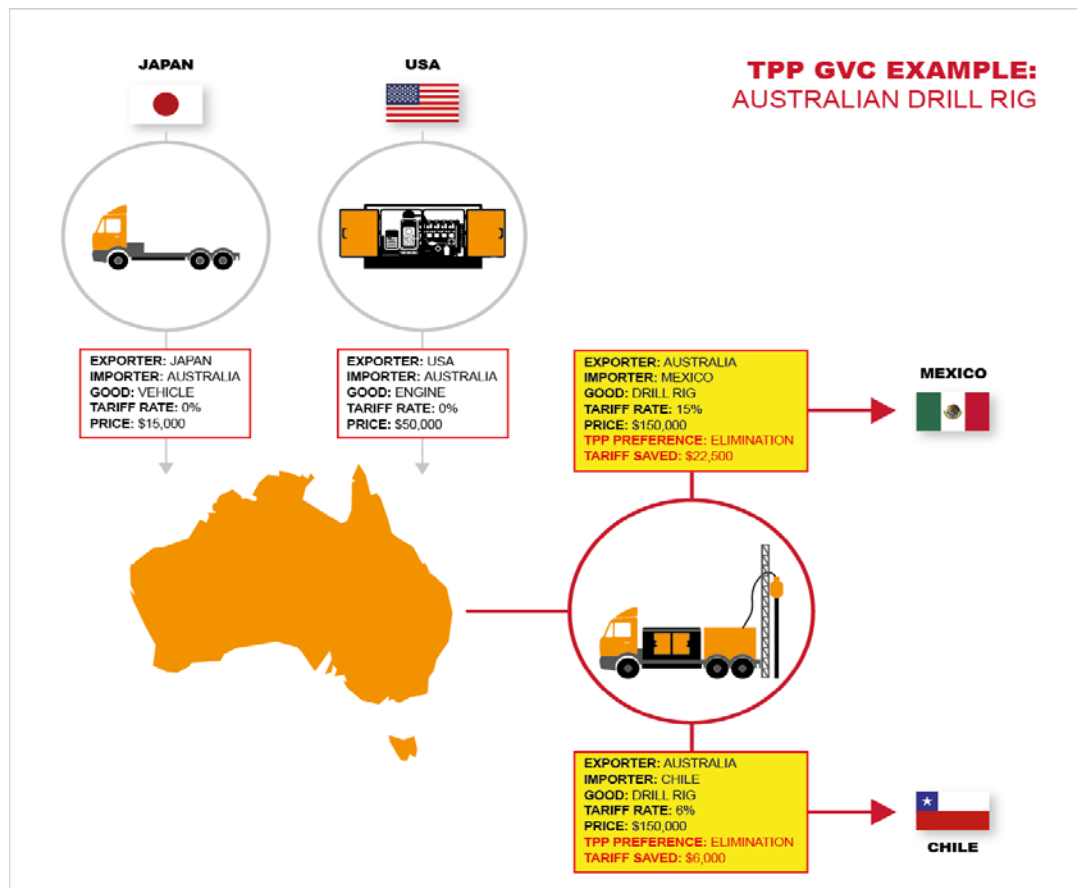 JAPAN
USA
TPP GVC EXAMPLE:
AUSTRALIAN DRILL RIG
EXPORTER: JAPAN
IMPORTER: AUSTRALIA
GOOD: VEHICLE
TARIFF RATE: 0%
PRICE: $15,000
EXPORTER: USA
IMPORTER: AUSTRALIA
GOOD: ENGINE
TARIFF RATE: 0%
PRICE: $50,000
EXPORTER: AUSTRALIA
IMPORTER: MEXICO
GOOD: DRILL RIG
TARIFF RATE: 15%
PRICE: $150,000
TPP PREFERENCE: ELIMINATION
TARIFF SAVED: $22,500
MEXICO
EXPORTER: AUSTRALIA
IMPORTER: CHILE
GOOD: DRILL RIG
TARIFF RATE: 6%
PRICE: $150,000
TPP PREFERENCE: ELIMINATION
TARIFF SAVED: $6,000
CHILE